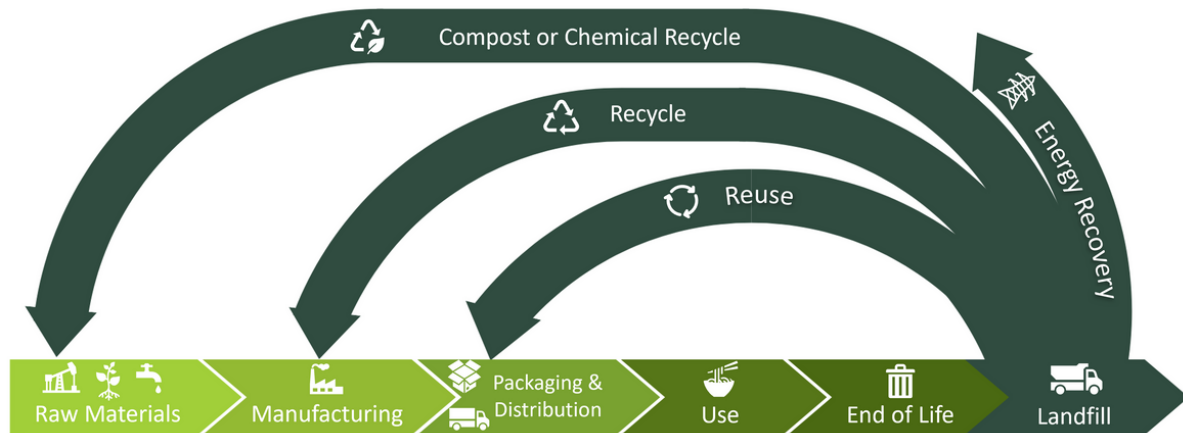 Compost or Chemical Recycle
Recycle
Reuse
Energy Recovery
Raw Materials
Manufacturing
Packaging &
Distribution
Use
End of Life
Landfill